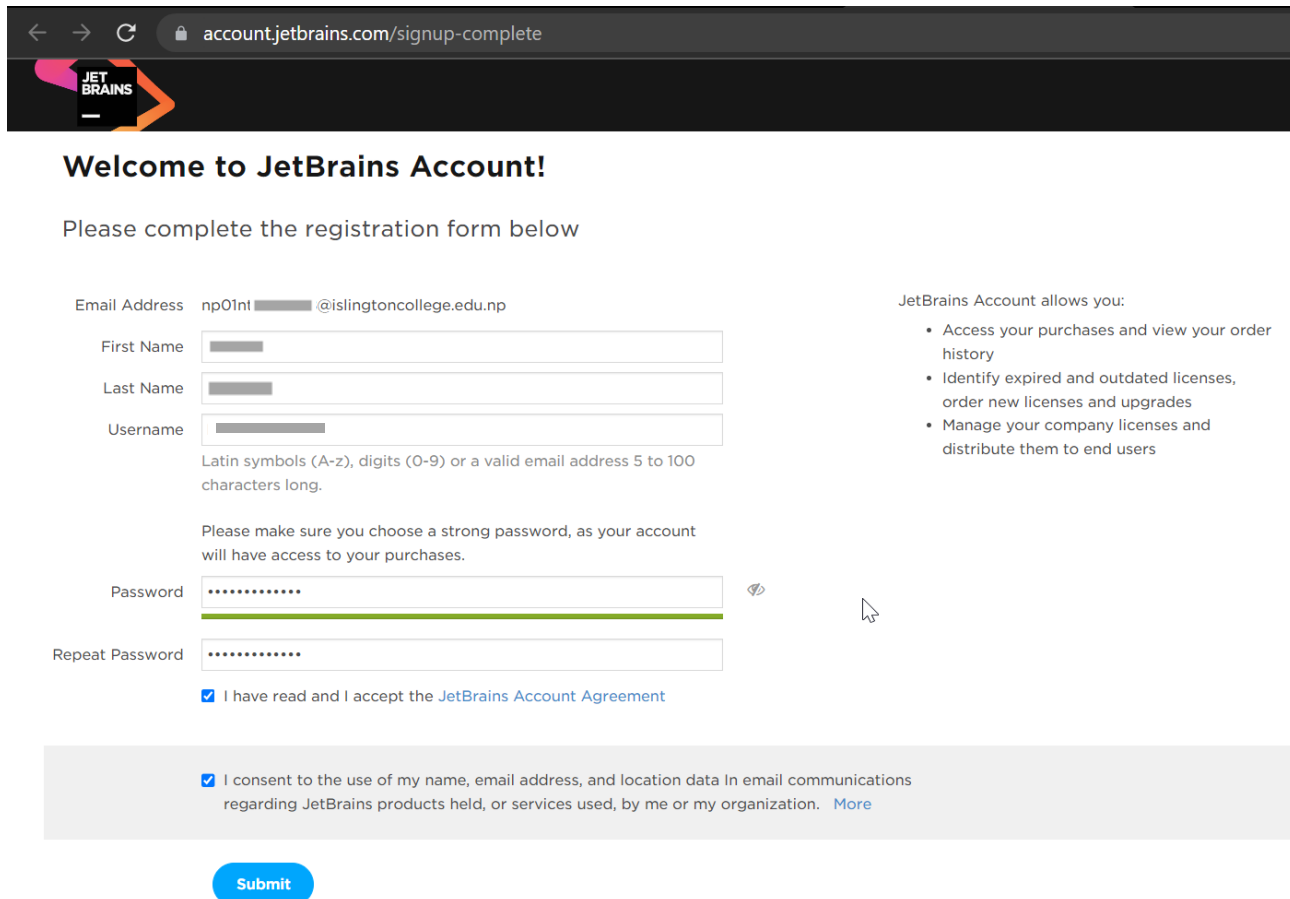 account.jetbrains.com/signup-complete
JET
BRAINS
Welcome to JetBrains Account!
Please complete the registration form below
Email Address np01nt @islingtoncollege.edu.np
First Name
Last Name
Username
Latin symbols (A-z), digits (0-9) or a valid email address 5 to 100
characters long.
Please make sure you choose a strong password, as your account
will have access to your purchases.
Password •••••••••••••
Repeat Password •••••••••••••
I have read and I accept the JetBrains Account Agreement
I consent to the use of my name, email address, and location data In email communications
regarding JetBrains products held, or services used, by me or my organization. More
Submit
JetBrains Account allows you:
• Access your purchases and view your order
history
• Identify expired and outdated licenses,
order new licenses and upgrades
• Manage your company licenses and
distribute them to end users